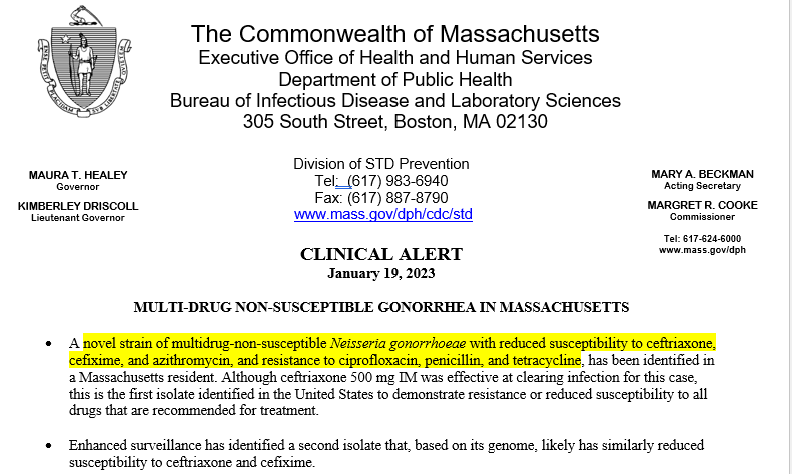 The Commonwealth of Massachusetts
Executive Office of Health and Human Services
Department of Public Health
Bureau of Infectious Disease and Laboratory Sciences
305 South Street, Boston, MA 02130
MAURA T. HEALEY
Governor
KIMBERLEY DRISCOLL
Lieutenant Governor
Division of STD Prevention
Tel: (617) 983-6940
Fax: (617) 887-8790
www.mass.gov/dph/cdc/std
MARY A. BECKMAN
Acting Secretary
MARGRET R. COOKE
Commissioner
Tel: 617-624-6000
www.mass.gov/dph
CLINICAL ALERT
January 19, 2023
MULTI-DRUG NON-SUSCEPTIBLE GONORRHEA IN MASSACHUSETTS
• A novel strain of multidrug-non-susceptible Neisseria gonorrhoeae with reduced susceptibility to ceftriaxone,
cefixime, and azithromycin, and resistance to ciprofloxacin, penicillin, and tetracycline, has been identified in
a Massachusetts resident. Although ceftriaxone 500 mg IM was effective at clearing infection for this case,
this is the first isolate identified in the United States to demonstrate resistance or reduced susceptibility to all
drugs that are recommended for treatment.
• Enhanced surveillance has identified a second isolate that, based on its genome, likely has similarly reduced
susceptibility to ceftriaxone and cefixime.